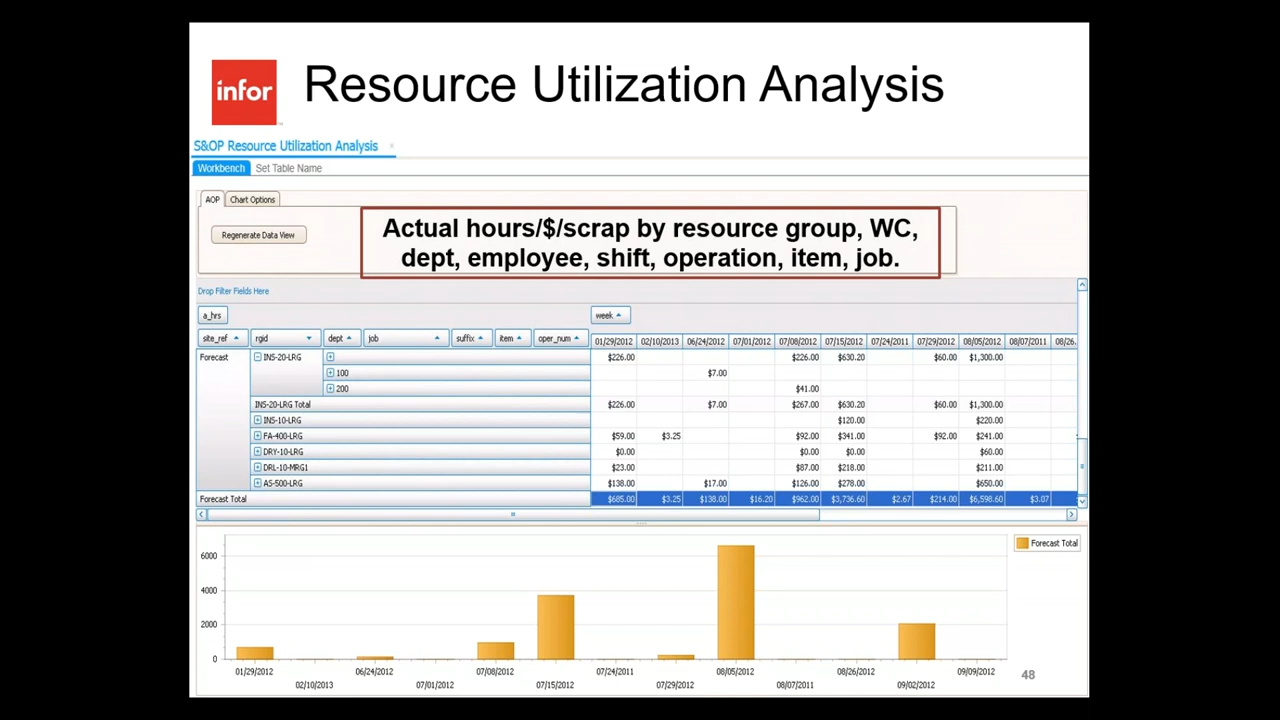 infor
Resource Utilization Analysis
S&OP Resource Utilization Analysis ×
Workbench Set Table Name
AOP Chart Options
Regenerate Data View
Actual hours/$/scrap by resource group, WC,
dept, employee, shift, operation, item, job.
Drop Filter Fields Here
a_hrs week
site_ref rgid dept job suffix item oper_num 01/29/2012 02/10/2013 06/24/2012 07/01/2012 07/08/2012 07/15/2012 07/24/2011 07/29/2012 08/05/2012 08/07/2011 08/26.
Forecast INS-20-LRG $226.00 $226.00 $630.20 $60.00 $1,300.00
100 $7.00
200 $41.00
INS-20-LRG Total $226.00 $7.00 $267.00 $630.20 $60.00 $1,300.00
INS-10-LRG $120.00 $220.00
FA-400-LRG $59.00 $3.25 $92.00 $341.00 $92.00 $241.00
DRY-10-LRG $0.00 $0.00 $0.00 $60.00
DRL-10-MRG1 $23.00 $87.00 $218.00 $211.00
AS-500-LRG $138.00 $17.00 $126.00 $278.00 $650.00
Forecast Total $685.00 $3.25 $138.00 $16.20 $962.00 $3,736.60 $2.67 $214.00 $6,598.60 $3.07
Forecast Total
6000
4000
2000
0
01/29/2012 06/24/2012 07/08/2012 07/24/2011 08/05/2012 08/26/2012 09/09/2012
02/10/2013 07/01/2012 07/15/2012 07/29/2012 08/07/2011 09/02/2012
48